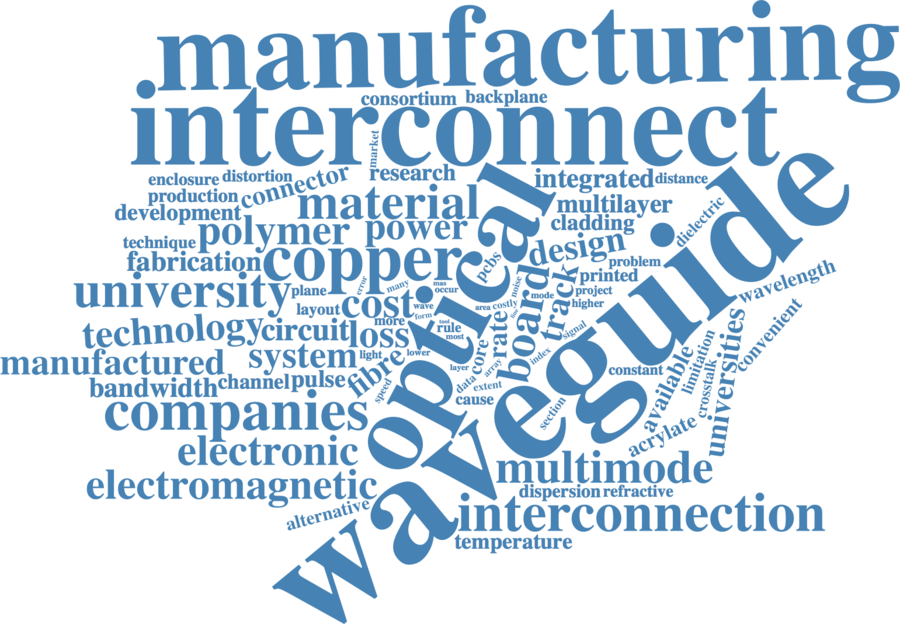 manufacturing
interconnect
consortium
backplane
market
research
enclosure
distortion
connector
integrated
distance
production
development
material
multilayer
cladding
dielectric
optical
technique
polymer
power
design
fabrication
copper
pcbs
problem
printed
university
plane
error
many
mas
occur
board
track
project
higher
mode
noise
wavelength
waveguide
layout
cost
wave
area
costly
for
form
technology
circuit
loss
more
tool
rule
most
rate
signal
convenient
manufactured
system
light
lower
fibre
layer
core
array
index
constant
available
limitation
crosstalk
universities
bandwidth
channel
pulse
speed
data
extent
cause
section
companies
acrylate
electronic
multimode
electromagnetic
dispersion
refractive
alternative
interconnection
temperature